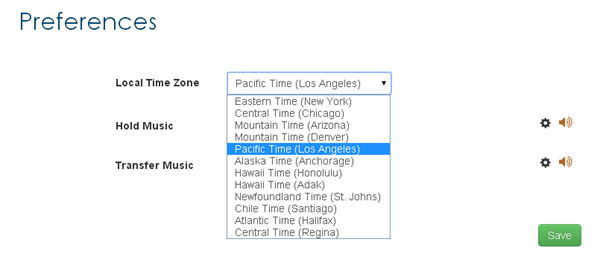 Preferences
Local Time Zone Pacific Time (Los Angeles)
Eastern Time (New York)
Central Time (Chicago)
Hold Music Mountain Time (Arizona)
Mountain Time (Denver)
Pacific Time (Los Angeles)
Transfer Music Alaska Time (Anchorage)
Hawaii Time (Honolulu)
Hawaii Time (Adak)
Newfoundland Time (St. Johns)
Chile Time (Santiago)
Atlantic Time (Halifax)
Central Time (Regina)
Save